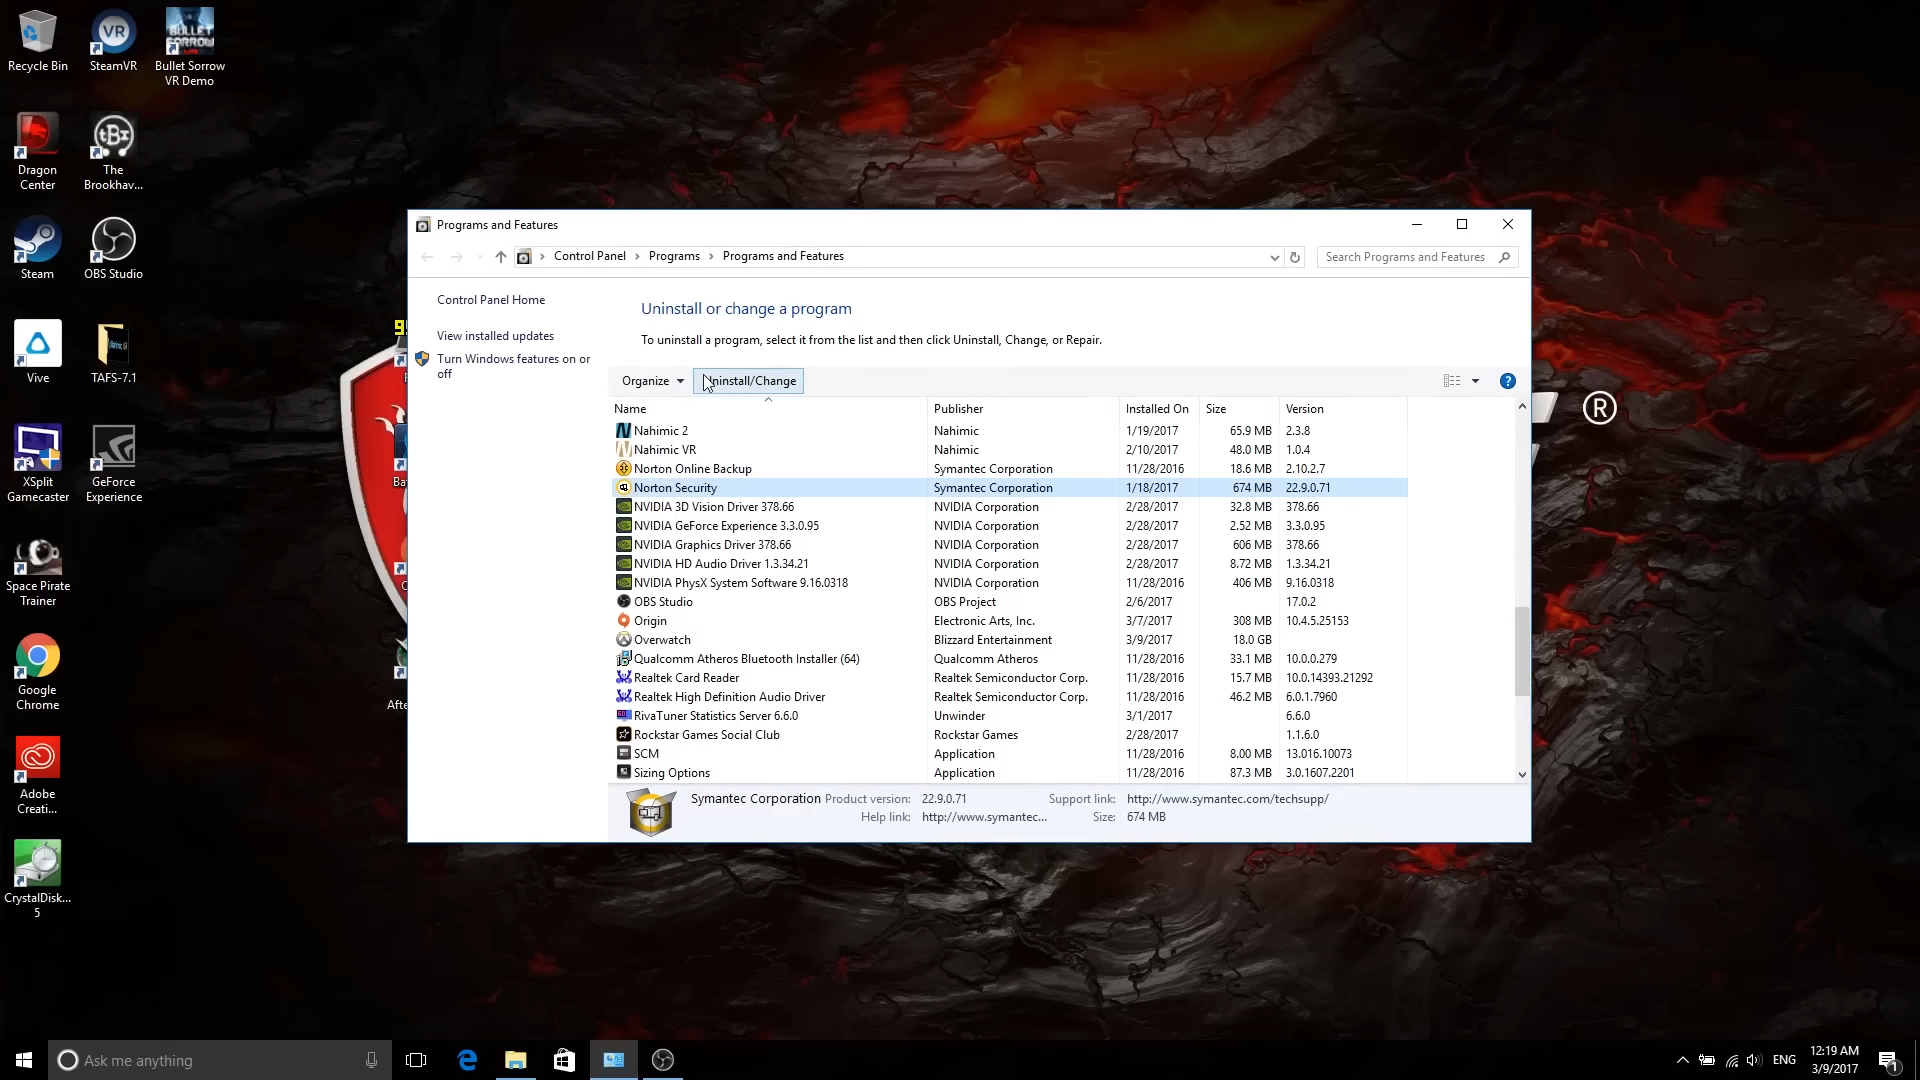 Recycle Bin
SteamVR
Bullet Sorrow
VR Demo
Dragon
Center
The
Brookhav...
Steam
OBS Studio
Vive
TAFS-7.1
XSplit
Gamecaster
GeForce
Experience
Space Pirate
Trainer
Google
Chrome
Adobe
Creati...
CrystalDisk...
5
Programs and Features
Control Panel › Programs › Programs and Features
Search Programs and Features
Control Panel Home
View installed updates
Turn Windows features on or
off
Uninstall or change a program
To uninstall a program, select it from the list and then click Uninstall, Change, or Repair.
Organize Uninstall/Change
Name Publisher Installed On Size Version
Nahimic 2 Nahimic 1/19/2017 65.9 MB 2.3.8
Nahimic VR Nahimic 2/10/2017 48.0 MB 1.0.4
Norton Online Backup Symantec Corporation 11/28/2016 18.6 MB 2.10.2.7
Norton Security Symantec Corporation 1/18/2017 674 MB 22.9.0.71
NVIDIA 3D Vision Driver 378.66 NVIDIA Corporation 2/28/2017 32.8 MB 378.66
NVIDIA GeForce Experience 3.3.0.95 NVIDIA Corporation 2/28/2017 2.52 MB 3.3.0.95
NVIDIA Graphics Driver 378.66 NVIDIA Corporation 2/28/2017 606 MB 378.66
NVIDIA HD Audio Driver 1.3.34.21 NVIDIA Corporation 2/28/2017 8.72 MB 1.3.34.21
NVIDIA PhysX System Software 9.16.0318 NVIDIA Corporation 11/28/2016 406 MB 9.16.0318
OBS Studio OBS Project 2/6/2017 17.0.2
Origin Electronic Arts, Inc. 3/7/2017 308 MB 10.4.5.25153
Overwatch Blizzard Entertainment 3/9/2017 18.0 GB
Qualcomm Atheros Bluetooth Installer (64) Qualcomm Atheros 11/28/2016 33.1 MB 10.0.0.279
Realtek Card Reader Realtek Semiconductor Corp. 11/28/2016 15.7 MB 10.0.14393.21292
Realtek High Definition Audio Driver Realtek Semiconductor Corp. 11/28/2016 46.2 MB 6.0.1.7960
RivaTuner Statistics Server 6.6.0 Unwinder 3/1/2017 6.6.0
Rockstar Games Social Club Rockstar Games 2/28/2017 1.1.6.0
SCM Application 11/28/2016 8.00 MB 13.016.10073
Sizing Options Application 11/28/2016 87.3 MB 3.0.1607.2201
Symantec Corporation Product version: 22.9.0.71 Support link: http://www.symantec.com/techsupp/
Help link: http://www.symantec... Size: 674 MB
®
Ask me anything
ENG
12:19 AM
3/9/2017
1